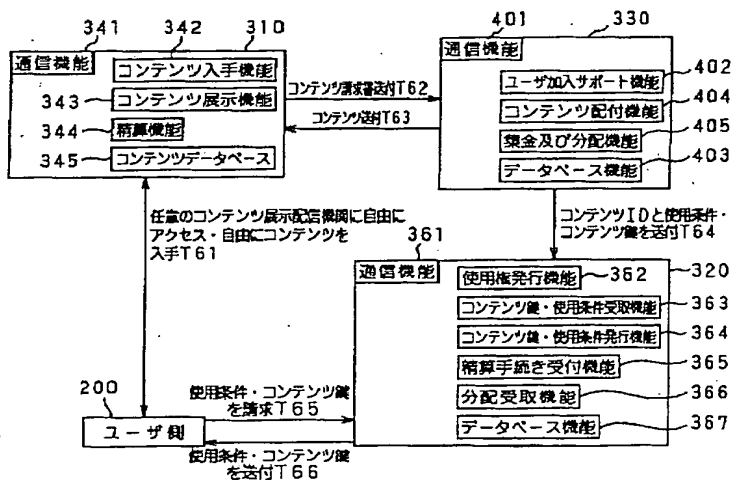 341
342
310
通信機能
コンテンツ入手機能
343
コンテンツ展示機能
344
精算機能
345
コンテンツデータベース
コンテンツ請求書送付T62
コンテンツ送付T63
401
330
通信機能
ユーザ加入サポート機能
402
コンテンツ配付機能
404
課金及び分配機能
405
データベース機能
403
任意のコンテンツ展示配信機関に自由に
アクセス・自由にコンテンツを
入手T61
コンテンツIDと使用条件・
コンテンツ鍵を送付T64
361
通信機能
320
使用権発行機能
362
コンテンツ鍵・使用条件受取機能
363
コンテンツ鍵・使用条件発行機能
364
精算手続き受付機能
365
分配受取機能
366
データベース機能
367
200
ユーザ側
使用条件・コンテンツ鍵
を請求T65
使用条件・コンテンツ鍵
を送付T66